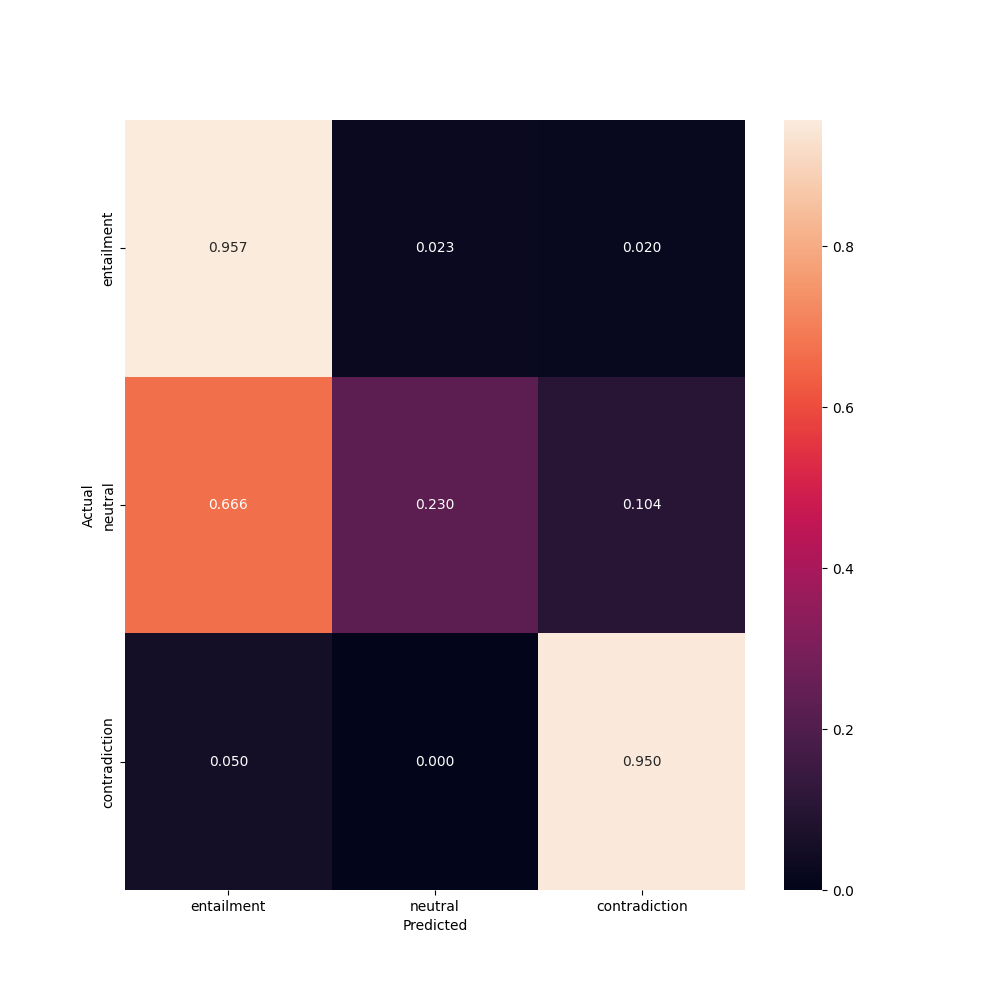 entailment
0.957 0.023 0.020
0.8
0.6
Actual
neutral
0.666 0.230 0.104
0.4
0.2
contradiction
0.050 0.000 0.950
0.0
entailment neutral contradiction
Predicted